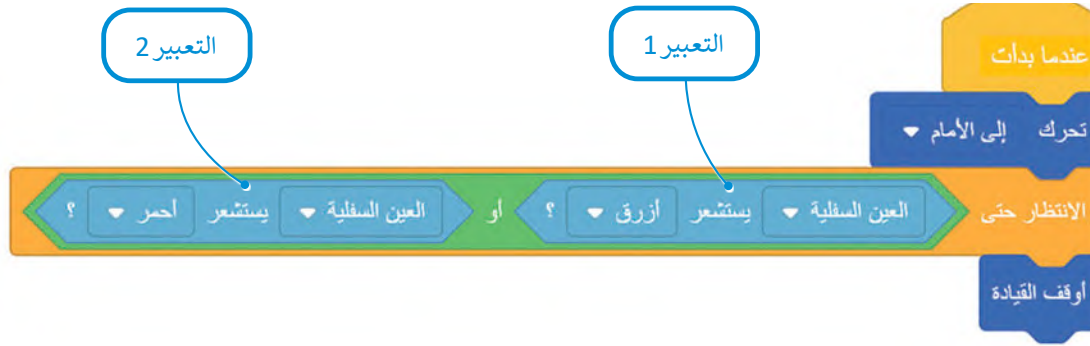 التعبير 1
التعبير 2
عندما بدأت
تحرك إلى الأمام
الانتظار حتى العين السفلية يستشعر أزرق ؟ أو العين السفلية يستشعر أحمر ؟
أوقف القيادة